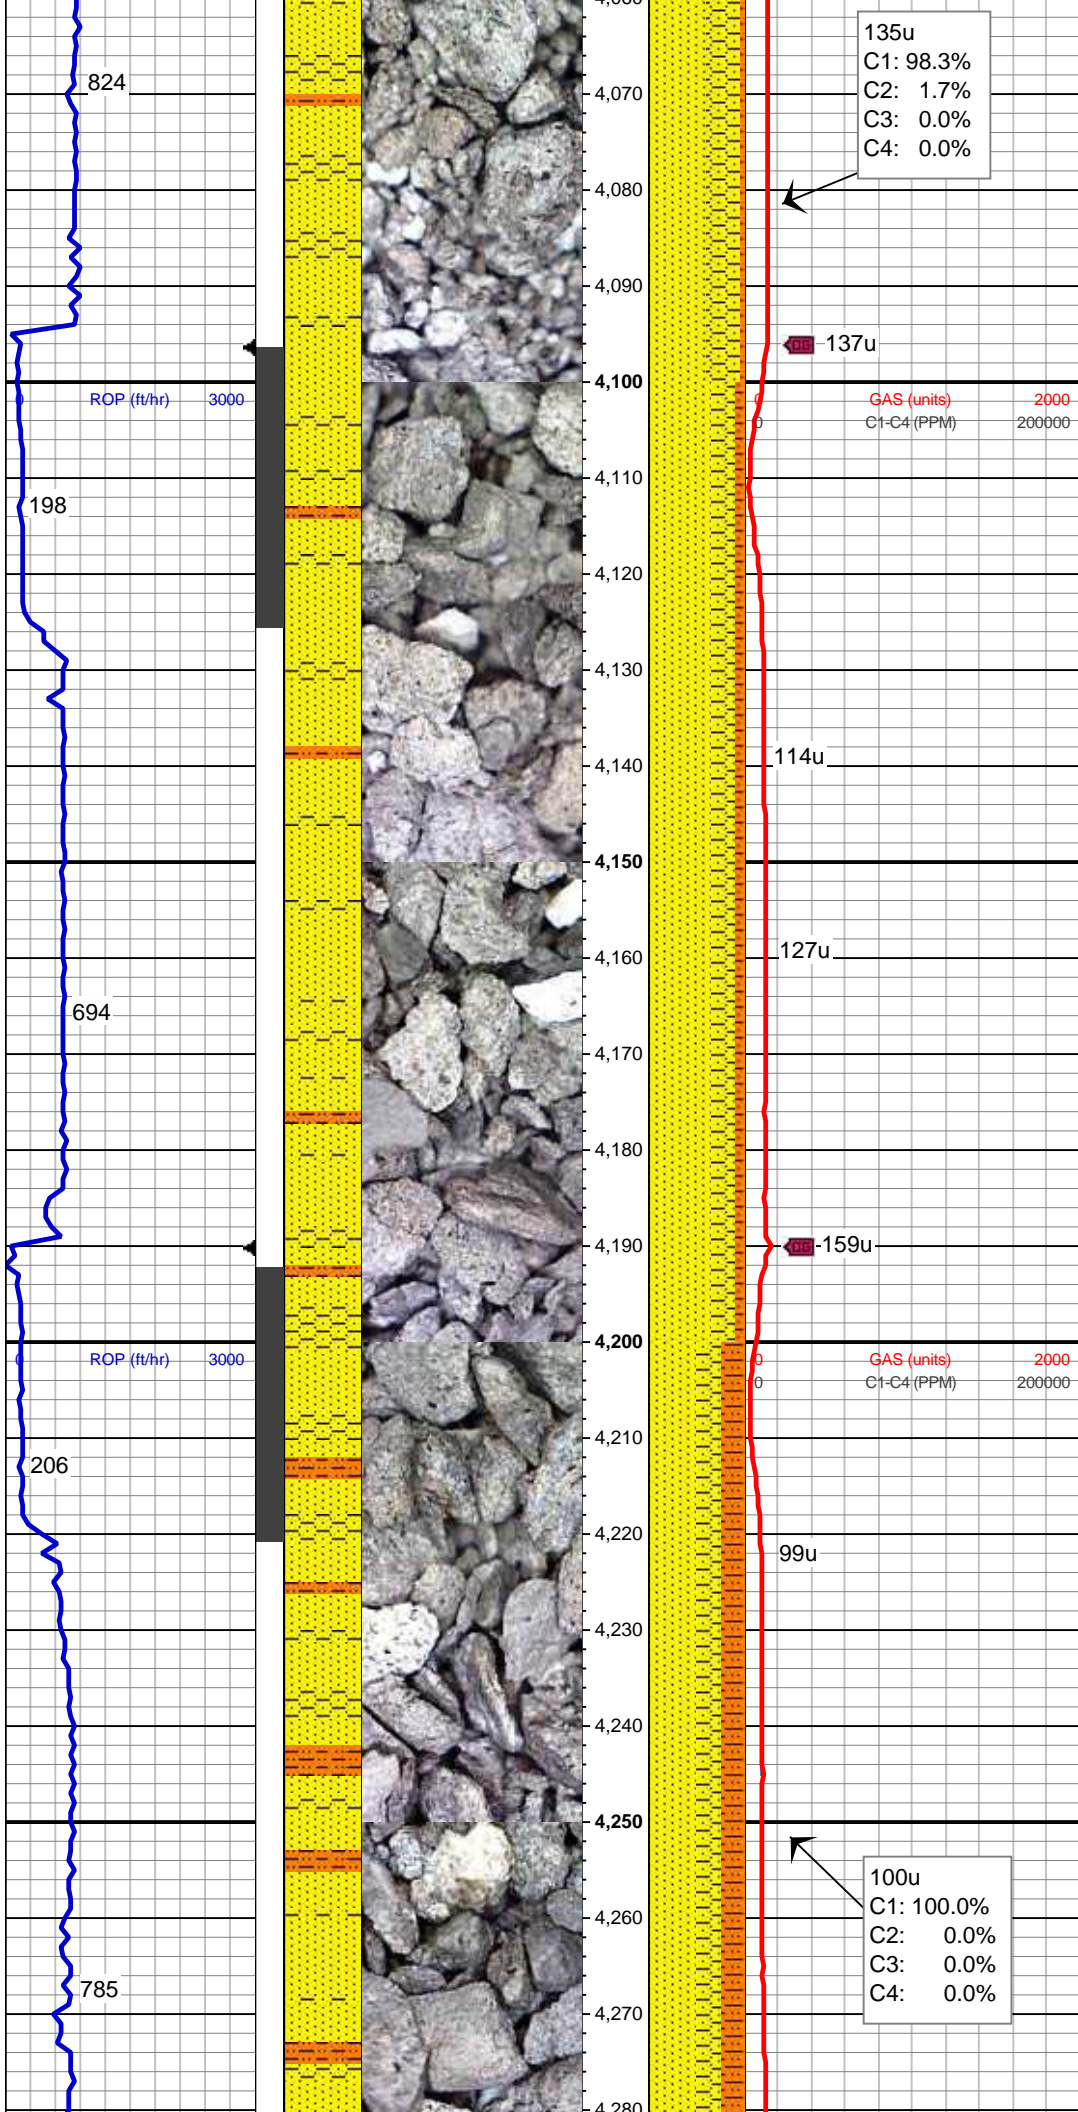 135u
C1: 98.3%
C2: 1.7%
C3: 0.0%
C4: 0.0%
824
4,070
4,080
4,090
CG 137u
4,100
0 ROP (ft/hr) 3000
0 GAS (units) 2000
0 C1-C4 (PPM) 200000
4,110
198
4,120
4,130
4,140
114u
4,150
4,160
127u
694
4,170
4,180
4,190
CG 159u
4,200
0 ROP (ft/hr) 3000
0 GAS (units) 2000
0 C1-C4 (PPM) 200000
4,210
206
4,220
99u
4,230
4,240
4,250
100u
C1: 100.0%
C2: 0.0%
C3: 0.0%
C4: 0.0%
4,260
785
4,270
4,280